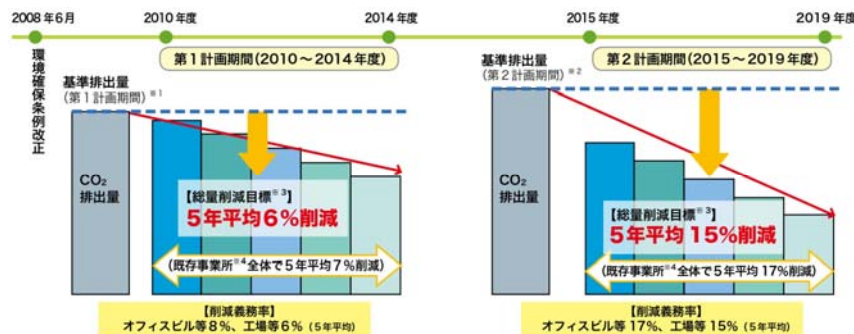 2008年6月
2010年度
2014年度
2015年度
2019年度
環境確保条例改正
第1計画期間(2010～2014年度)
基準排出量
(第1計画期間)※1
CO₂
排出量
【総量削減目標※3】
5年平均6%削減
(既存事業所※4全体で5年平均7%削減)
【削減義務率】
オフィスビル等8%、工場等6%(5年平均)
第2計画期間(2015～2019年度)
基準排出量
(第2計画期間)※2
CO₂
排出量
【総量削減目標※3】
5年平均15%削減
(既存事業所※4全体で5年平均17%削減)
【削減義務率】
オフィスビル等17%、工場等15%(5年平均)